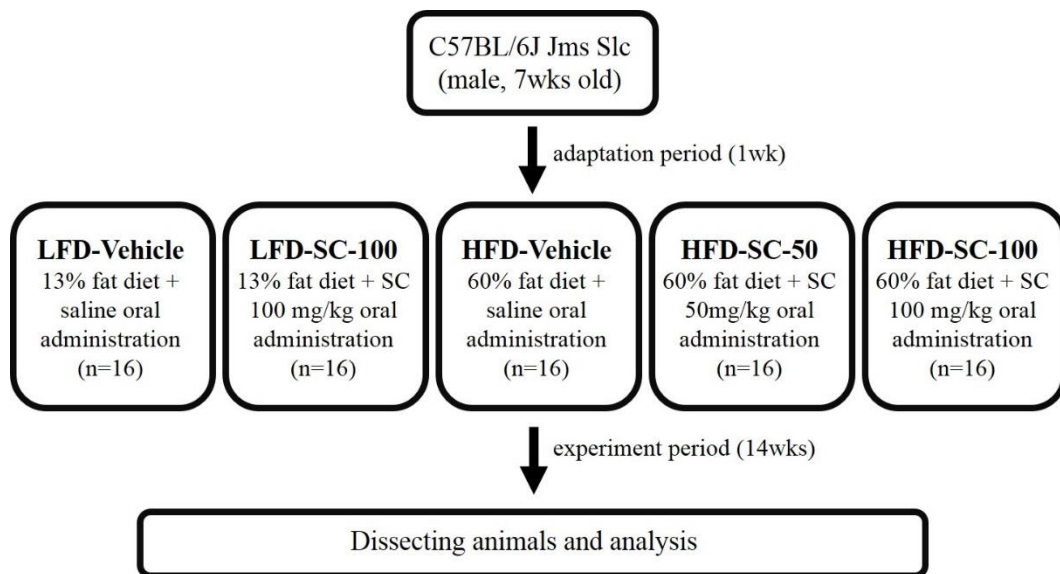 C57BL/6J Jms Slc
(male, 7wks old)
adaptation period (1wk)
LFD-Vehicle
13% fat diet +
saline oral
administration
(n=16)
LFD-SC-100
13% fat diet + SC
100 mg/kg oral
administration
(n=16)
HFD-Vehicle
60% fat diet +
saline oral
administration
(n=16)
HFD-SC-50
60% fat diet + SC
50mg/kg oral
administration
(n=16)
HFD-SC-100
60% fat diet + SC
100 mg/kg oral
administration
(n=16)
experiment period (14wks)
Dissecting animals and analysis